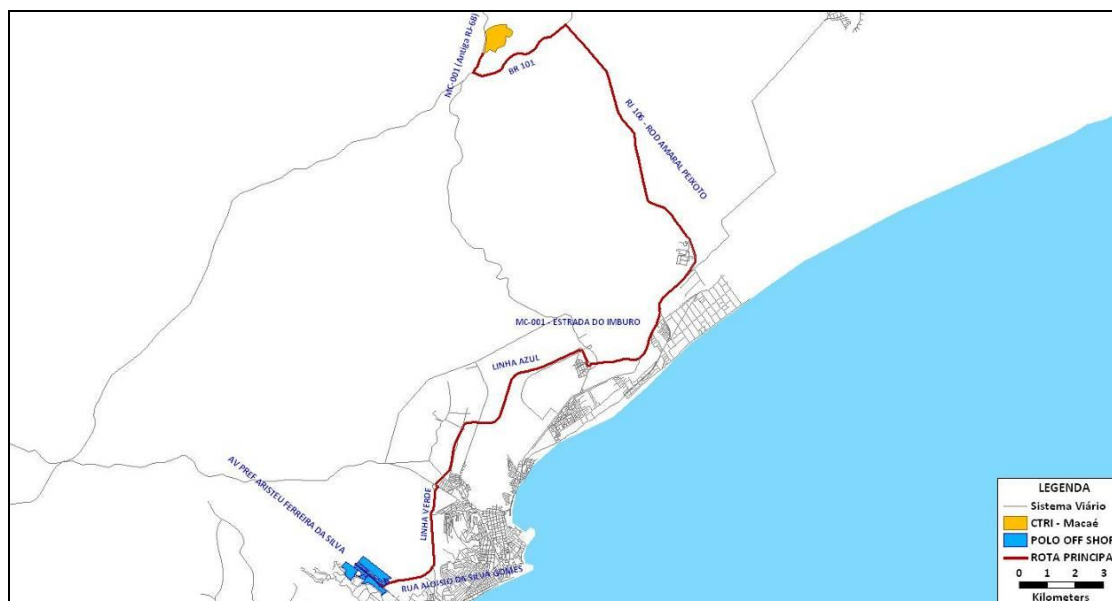 MC-001 (Antiga RJ-68)
BR 101
RJ 106 - ROD AMARAL PEIXOTO
MC-001 - ESTRADA DO IMBURO
LINHA AZUL
AV PREF ARISTEU FERREIRA DA SILVA
LINHA VERDE
RUA ALOISIO DA SILVA GOMES
LEGENDA
Sistema Viário
CTRI - Macaé
POLO OFF SHOR
ROTA PRINCIPA
0 1 2 3
Kilometers